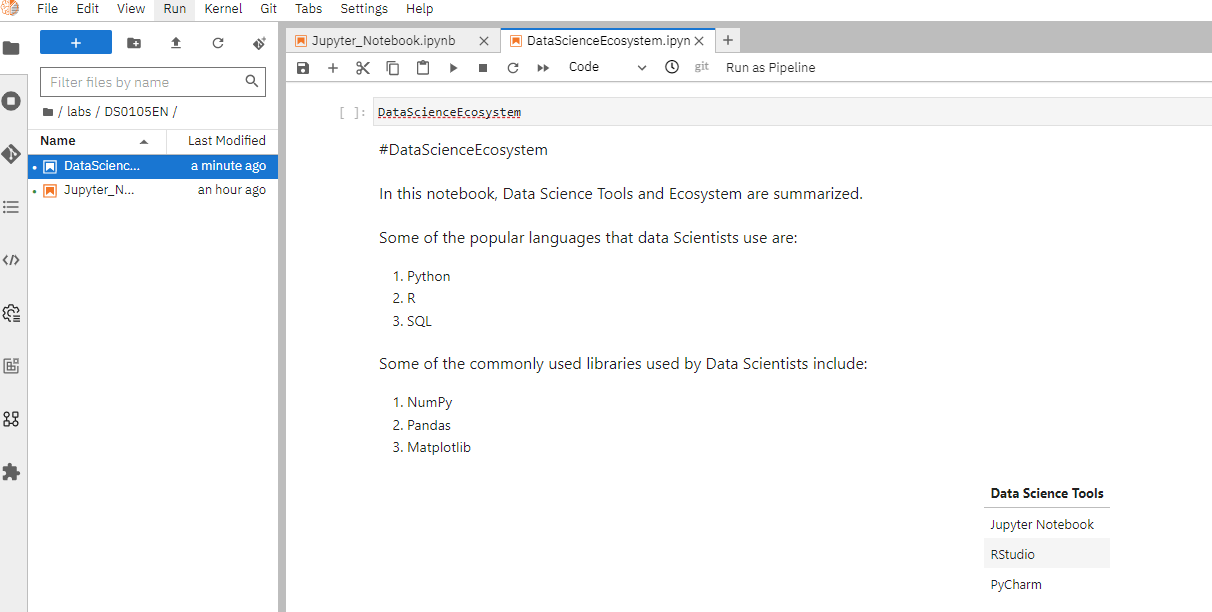 File Edit View Run Kernel Git Tabs Settings Help
+
Filter files by name
/ labs / DS0105EN /
Name Last Modified
DataScienc... a minute ago
Jupyter_N... an hour ago
Jupyter_Notebook.ipynb
DataScienceEcosystem.ipyn
Code git Run as Pipeline
[ ]: DataScienceEcosystem
#DataScienceEcosystem
In this notebook, Data Science Tools and Ecosystem are summarized.
Some of the popular languages that data Scientists use are:
1. Python
2. R
3. SQL
Some of the commonly used libraries used by Data Scientists include:
1. NumPy
2. Pandas
3. Matplotlib
Data Science Tools
Jupyter Notebook
RStudio
PyCharm